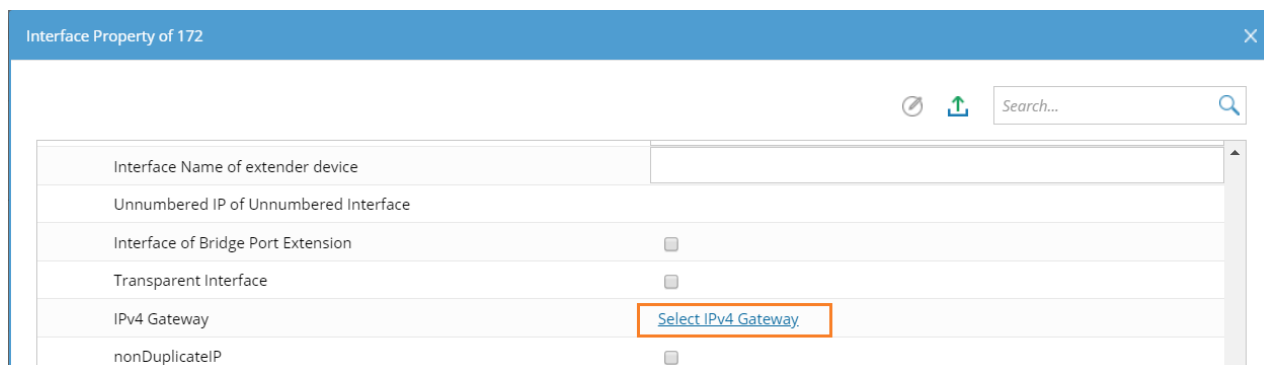 Interface Property of 172
Search...
Interface Name of extender device
Unnumbered IP of Unnumbered Interface
Interface of Bridge Port Extension
Transparent Interface
IPv4 Gateway Select IPv4 Gateway
nonDuplicateIP